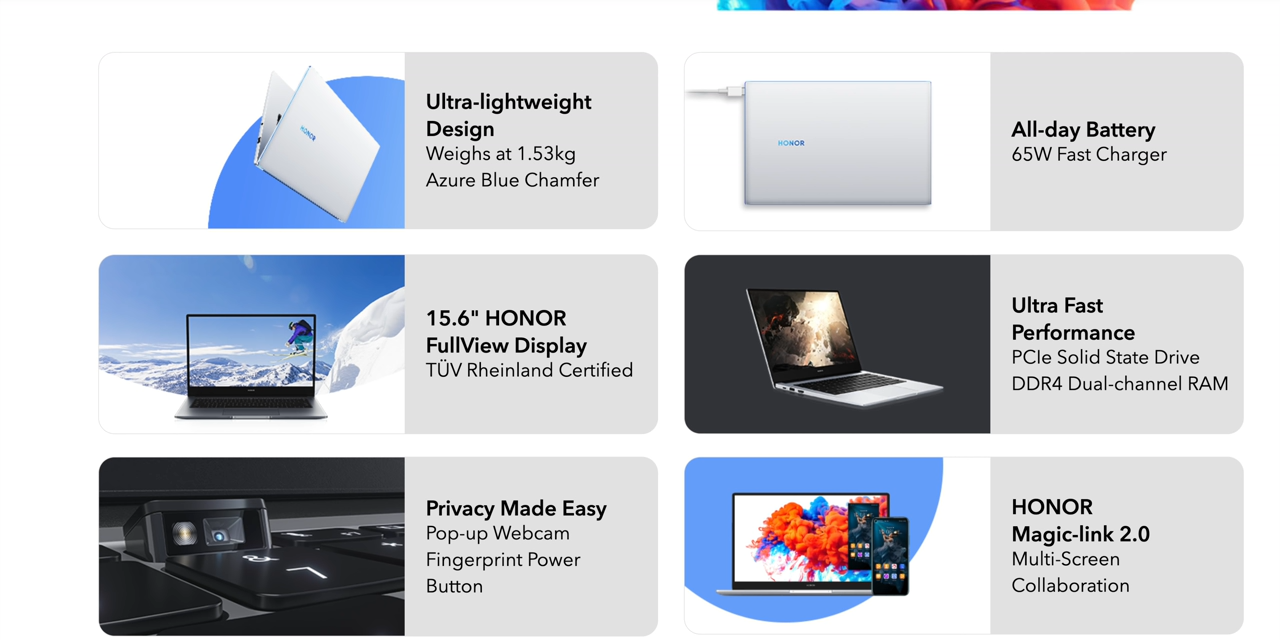 Ultra-lightweight
Design
Weighs at 1.53kg
Azure Blue Chamfer
HONOR
HONOR
All-day Battery
65W Fast Charger
15.6" HONOR
FullView Display
TÜV Rheinland Certified
Ultra Fast
Performance
PCIe Solid State Drive
DDR4 Dual-channel RAM
Privacy Made Easy
Pop-up Webcam
Fingerprint Power
Button
HONOR
Magic-link 2.0
Multi-Screen
Collaboration